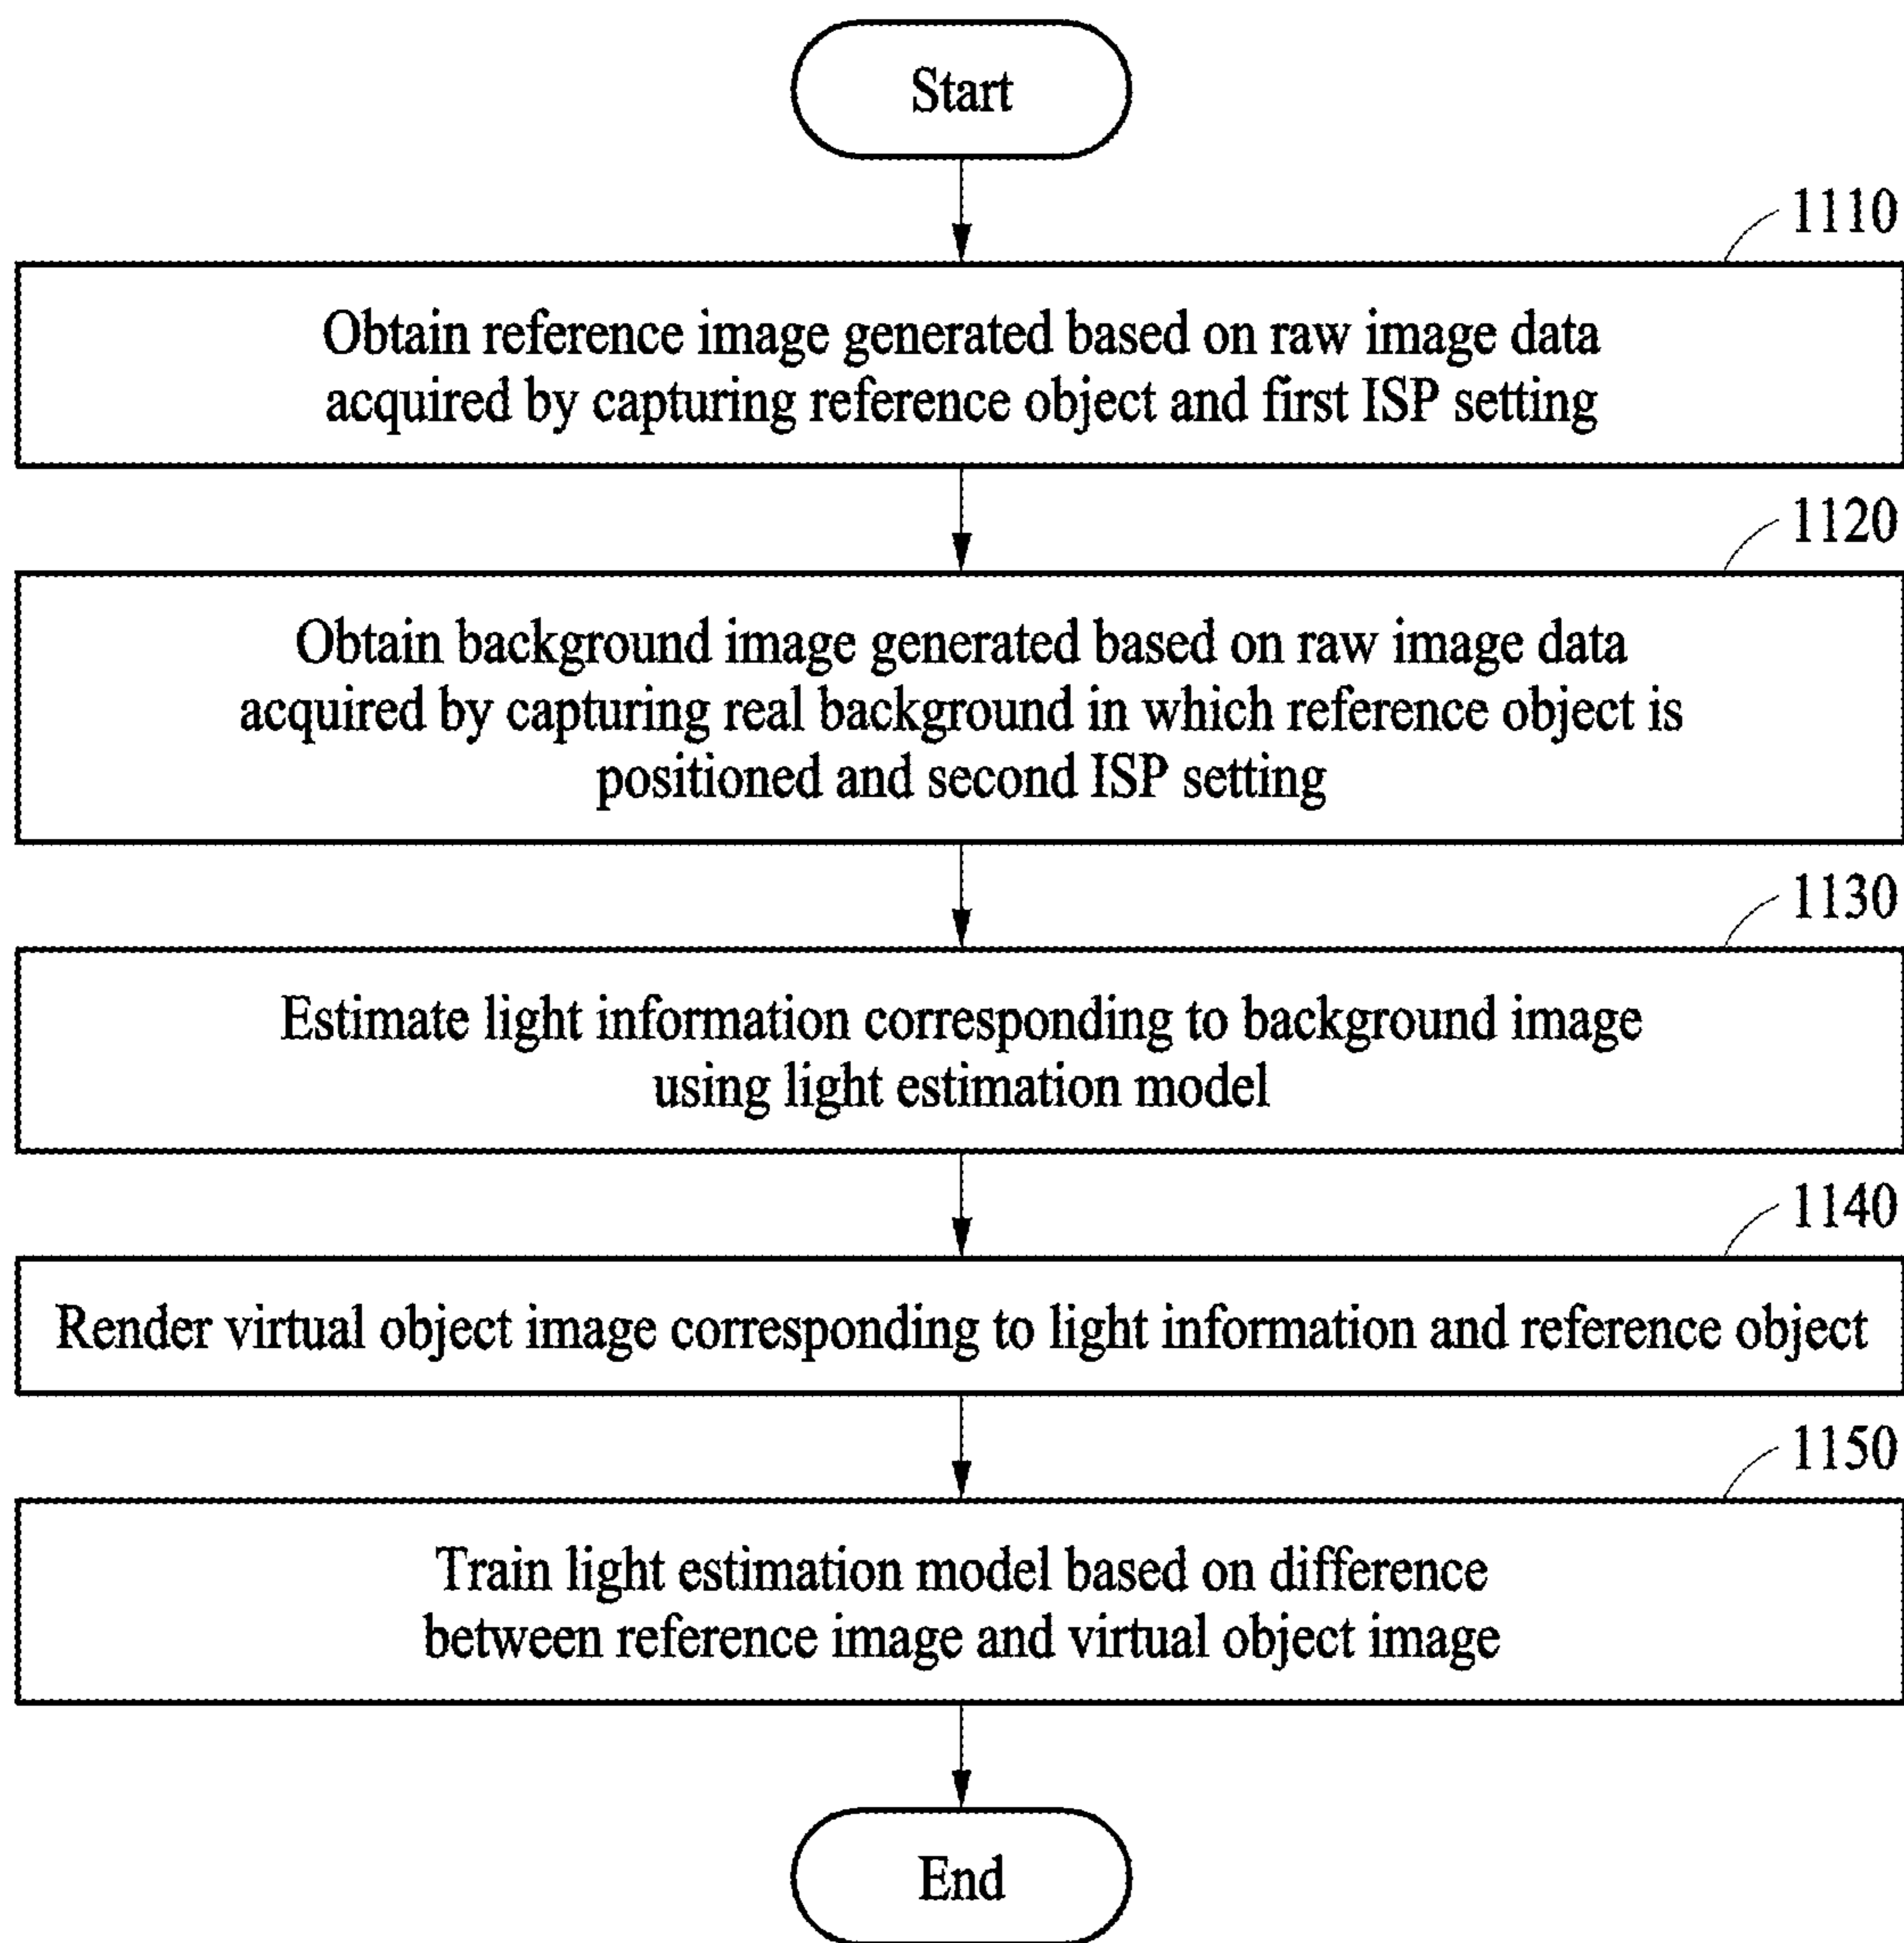 Start
1110
Obtain reference image generated based on raw image data
acquired by capturing reference object and first ISP setting
1120
Obtain background image generated based on raw image data
acquired by capturing real background in which reference object is
positioned and second ISP setting
1130
Estimate light information corresponding to background image
using light estimation model
1140
Render virtual object image corresponding to light information and reference object
1150
Train light estimation model based on difference
between reference image and virtual object image
End